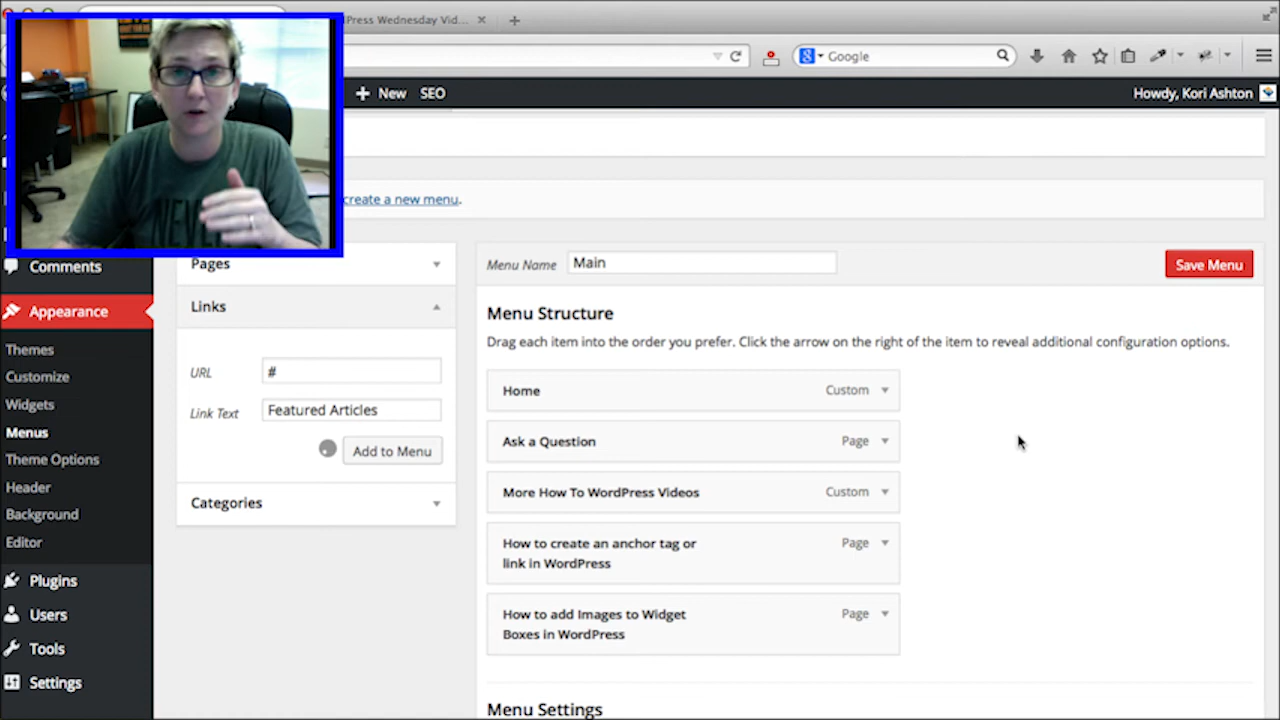 Press Wednesday Vid...
Google
New
SEO
Howdy, Kori Ashton
create a new menu.
Comments
Appearance
Themes
Customize
Widgets
Menus
Theme Options
Header
Background
Editor
Plugins
Users
Tools
Settings
Pages
Links
URL
#
Link Text
Featured Articles
Add to Menu
Categories
Menu Name
Main
Save Menu
Menu Structure
Drag each item into the order you prefer. Click the arrow on the right of the item to reveal additional configuration options.
Home
Custom
Ask a Question
Page
More How To WordPress Videos
Custom
How to create an anchor tag or
link in WordPress
Page
How to add Images to Widget
Boxes in WordPress
Page
Menu Settings